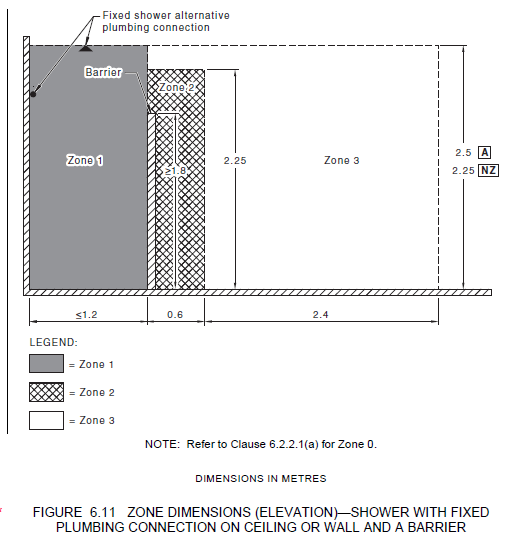 Fixed shower alternative
plumbing connection
Barrier
Zone 2
Zone 1
≥1.8
2.25
Zone 3
2.5 A
2.25 NZ
≤1.2
0.6
2.4
LEGEND:
= Zone 1
= Zone 2
= Zone 3
NOTE: Refer to Clause 6.2.2.1(a) for Zone 0.
DIMENSIONS IN METRES
* FIGURE 6.11 ZONE DIMENSIONS (ELEVATION)—SHOWER WITH FIXED
PLUMBING CONNECTION ON CEILING OR WALL AND A BARRIER